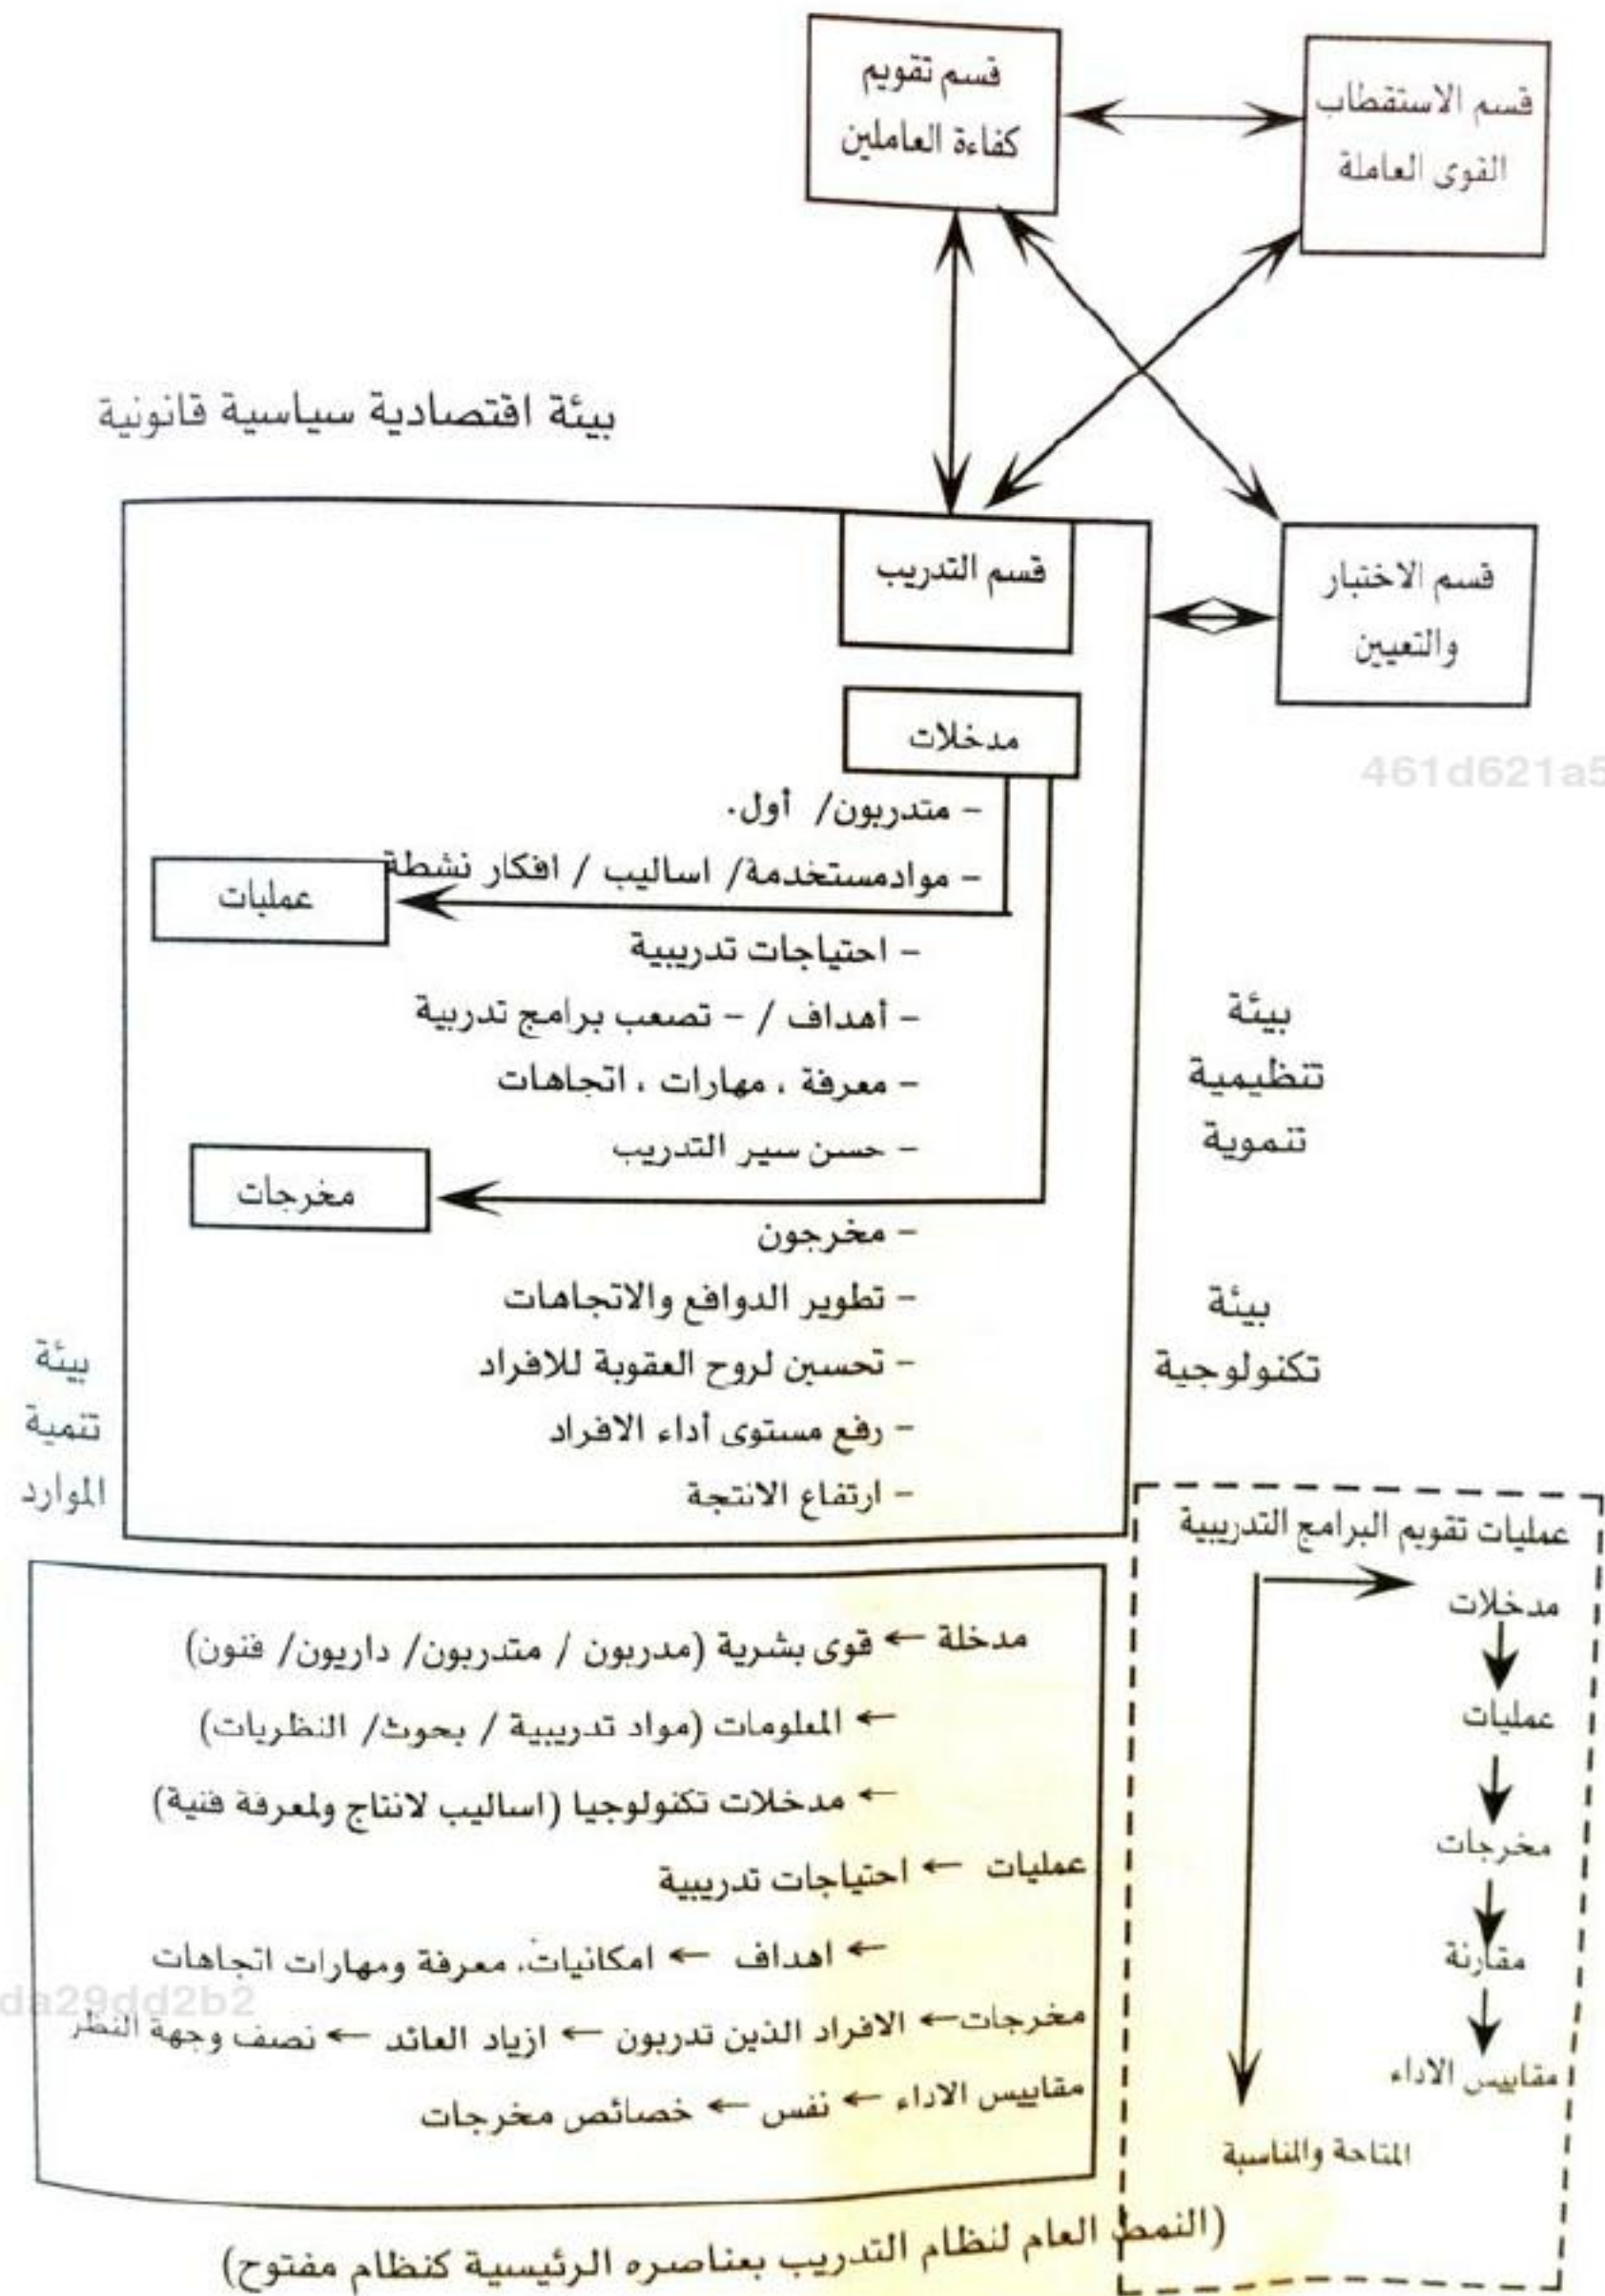 قسم الاستقطاب
القوى العاملة
قسم تقويم
كفاءة العاملين
بيئة اقتصادية سياسية قانونية
قسم الاختبار
والتعيين
قسم التدريب
مدخلات
461d621a5
- متدربون/ أول.
- موادمستخدمة/ اساليب / افكار نشطة
عمليات
- احتياجات تدريبية
- أهداف / - تصعب برامج تدربية
- معرفة ، مهارات ، اتجاهات
- حسن سير التدريب
مخرجات
- مخرجون
- تطوير الدوافع والاتجاهات
- تحسين لروح العقوبة للافراد
- رفع مستوى أداء الافراد
- ارتفاع الانتجة
بيئة
تنظيمية
تنموية
بيئة
تكنولوجية
بيئة
تنمية
الموارد
عمليات تقويم البرامج التدريبية
مدخلات
عمليات
مخرجات
مقارنة
مقاييس الاداء
المتاحة والمناسبة
مدخلة ← قوى بشرية (مدربون / متدربون/ داريون/ فنون)
← المعلومات (مواد تدريبية / بحوث/ النظريات)
← مدخلات تكنولوجيا (اساليب لانتاج ولمعرفة فنية)
عمليات ← احتياجات تدريبية
← اهداف ← امكانيات، معرفة ومهارات اتجاهات
da29dd2b2
مخرجات← الافراد الذين تدربون ← ازياد العائد ← نصف وجهة النظر
مقاييس الاداء ← نفس ← خصائص مخرجات
(النمط العام لنظام التدريب بعناصره الرئيسية كنظام مفتوح)